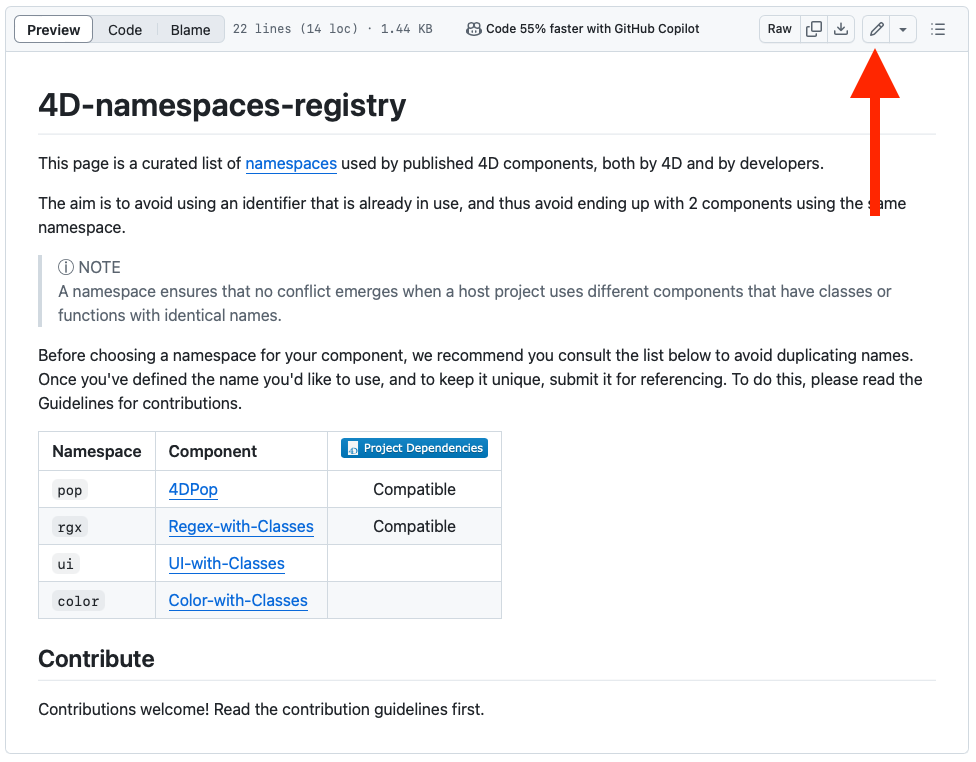 Preview Code Blame 22 lines (14 loc) · 1.44 KB Code 55% faster with GitHub Copilot Raw
4D-namespaces-registry
This page is a curated list of namespaces used by published 4D components, both by 4D and by developers.
The aim is to avoid using an identifier that is already in use, and thus avoid ending up with 2 components using the same
namespace.
NOTE
A namespace ensures that no conflict emerges when a host project uses different components that have classes or
functions with identical names.
Before choosing a namespace for your component, we recommend you consult the list below to avoid duplicating names.
Once you've defined the name you'd like to use, and to keep it unique, submit it for referencing. To do this, please read the
Guidelines for contributions.
Namespace Component 4D Project Dependencies
pop 4DPop Compatible
rgx Regex-with-Classes Compatible
ui UI-with-Classes
color Color-with-Classes
Contribute
Contributions welcome! Read the contribution guidelines first.